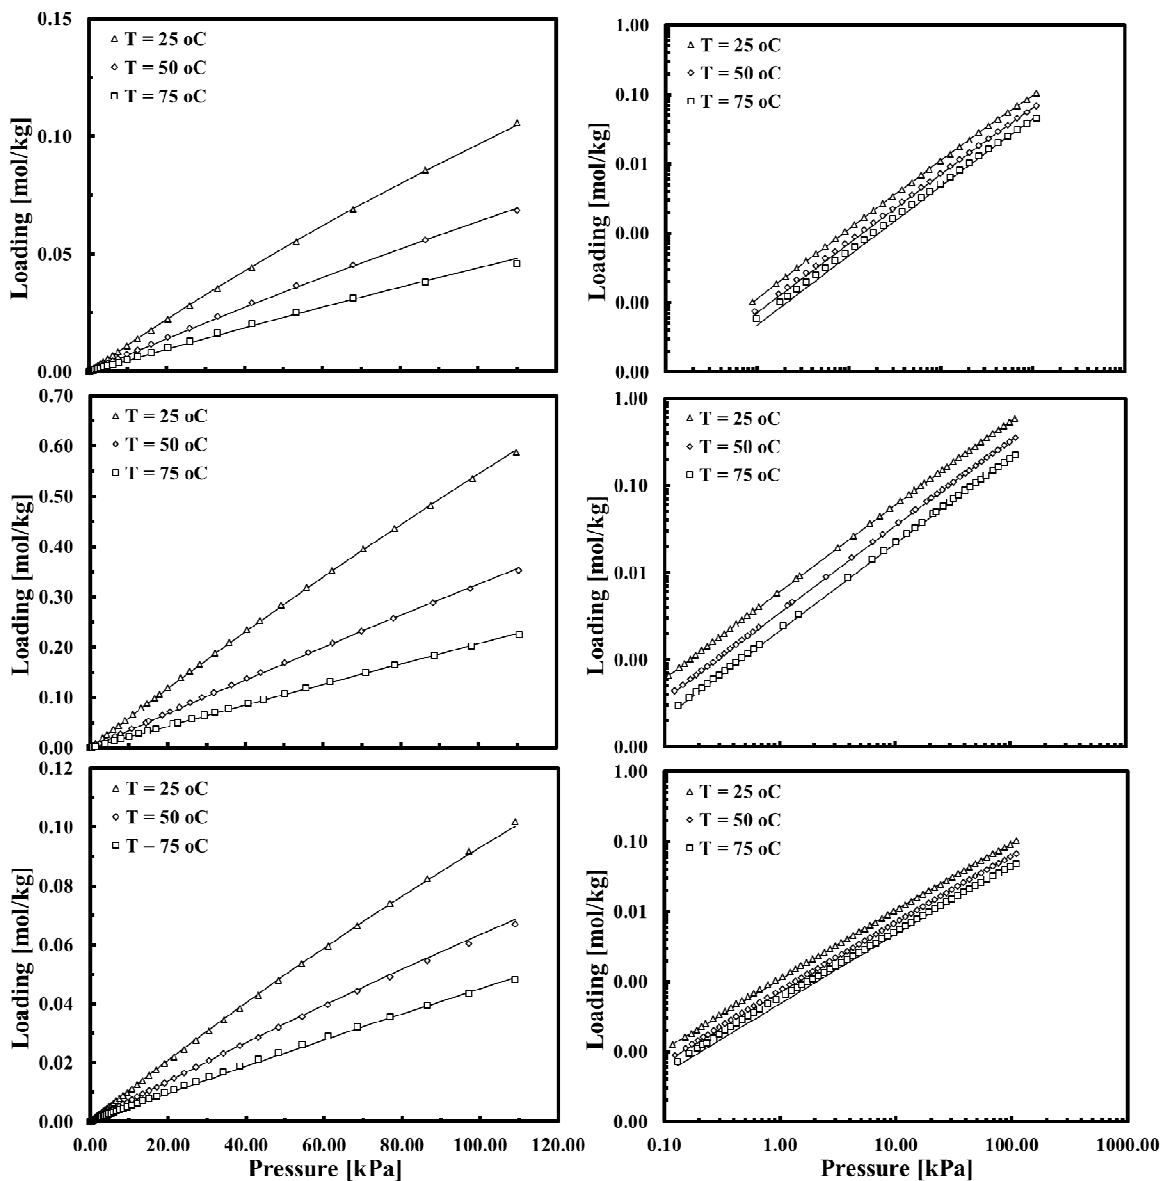 0.15
T = 25 oC
T = 50 oC
T = 75 oC
0.10
0.05
0.00
Loading [mol/kg]
1.00
T = 25 oC
T = 50 oC
T = 75 oC
0.10
0.01
0.00
0.00
0.00
Loading [mol/kg]
0.70
T = 25 oC
T = 50 oC
T = 75 oC
0.60
0.50
0.40
0.30
0.20
0.10
0.00
Loading [mol/kg]
1.00
T = 25 oC
T = 50 oC
T = 75 oC
0.10
0.01
0.00
0.00
Loading [mol/kg]
0.12
T = 25 oC
T = 50 oC
T – 75 oC
0.10
0.08
0.06
0.04
0.02
0.00
Loading [mol/kg]
0.00 20.00 40.00 60.00 80.00 100.00 120.00
Pressure [kPa]
1.00
T = 25 oC
T = 50 oC
T = 75 oC
0.10
0.01
0.00
0.00
0.00
Loading [mol/kg]
0.10 1.00 10.00 100.00 1000.00
Pressure [kPa]